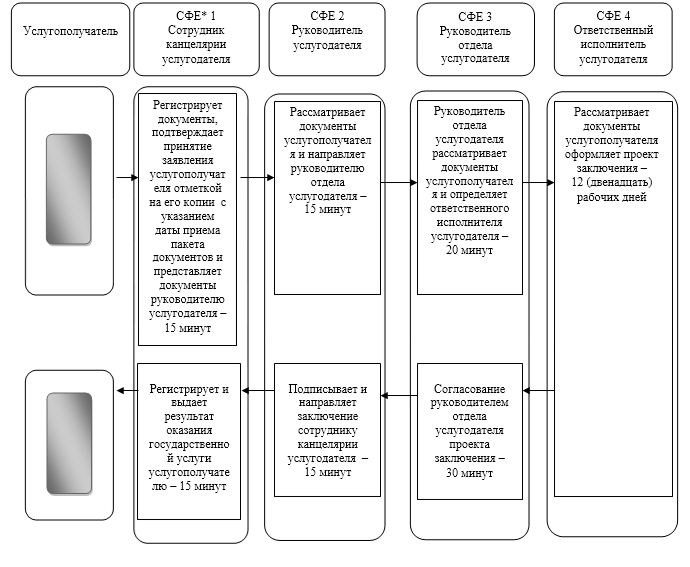 Услугополучатель
СФЕ* 1
Сотрудник
канцелярии
услугодателя
СФЕ 2
Руководитель
услугодателя
СФЕ 3
Руководитель
отдела
услугодателя
СФЕ 4
Ответственный
исполнитель
услугодателя
Регистрирует
документы,
подтверждает
принятие
заявления
услугополучат
еля отметкой
на его копии с
указанием
даты приема
пакета
документов и
представляет
документы
руководителю
услугодателя –
15 минут
Рассматривает
документы
услугополучател
я и направляет
руководителю
отдела
услугодателя –
15 минут
Руководитель
отдела
услугодателя
рассматривает
документы
услугополучател
я и определяет
ответственного
исполнителя
услугодателя –
20 минут
Рассматривает
документы
услугополучателя
оформляет проект
заключения –
12 (двенадцать)
рабочих дней
Регистрирует и
выдает
результат
оказания
государственно
й услуги
услугополучате
лю – 15 минут
Подписывает и
направляет
заключение
сотруднику
канцелярии
услугодателя –
15 минут
Согласование
руководителем
отдела
услугодателя
проекта
заключения –
30 минут